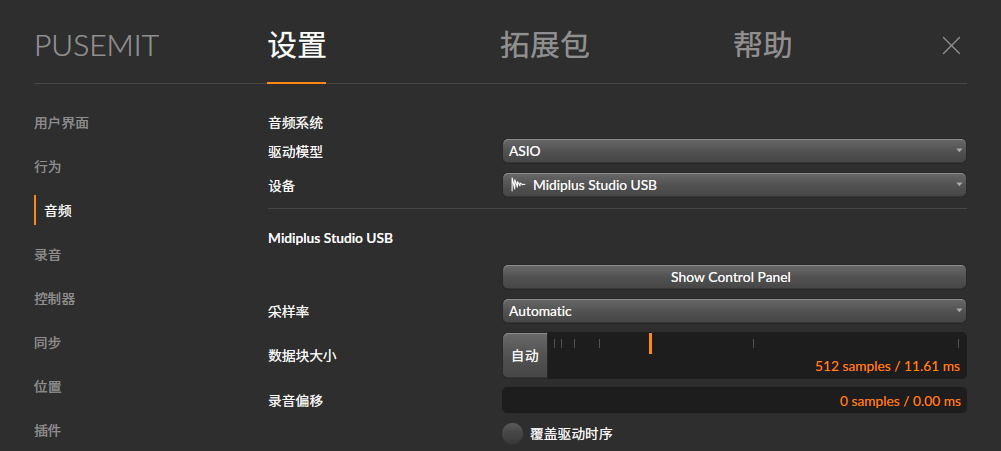 PUSEMIT 设置 拓展包 帮助
用户界面
行为
音频
录音
控制器
同步
位置
插件
音频系统
驱动模型 ASIO
设备 Midiplus Studio USB
Midiplus Studio USB
Show Control Panel
采样率 Automatic
数据块大小 自动 512 samples / 11.61 ms
录音偏移 0 samples / 0.00 ms
覆盖驱动时序